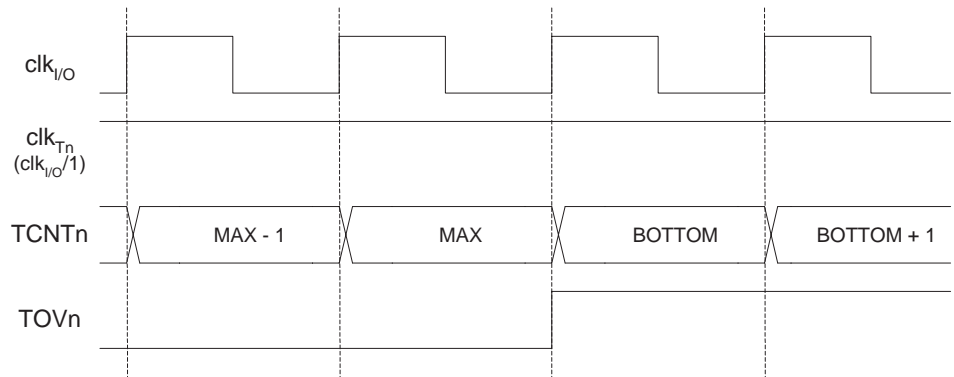 clkI/O
clkTn
(clkI/O/1)
TCNTn MAX - 1 MAX BOTTOM BOTTOM + 1
TOVn